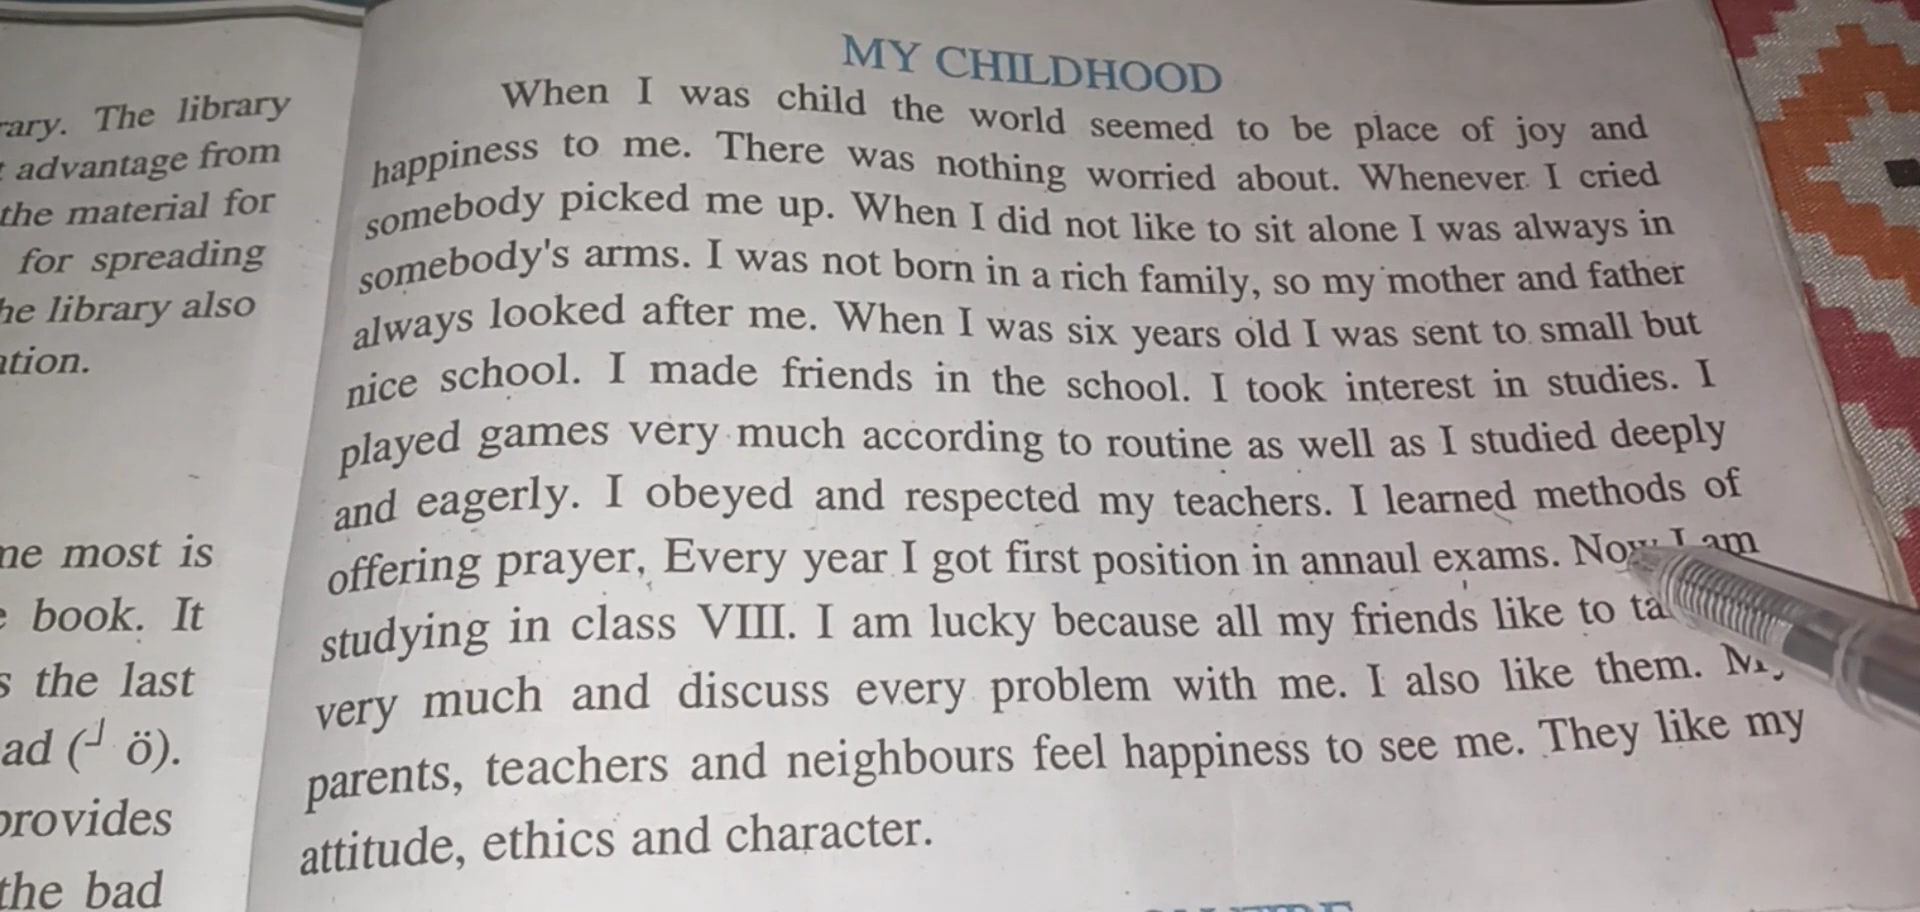 rary. The library
t advantage from
the material for
for spreading
he library also
ation.
ne most is
e book. It
s the last
ad (┘ ö).
provides
the bad
MY CHILDHOOD
When I was child the world seemed to be place of joy and
happiness to me. There was nothing worried about. Whenever I cried
somebody picked me up. When I did not like to sit alone I was always in
somebody's arms. I was not born in a rich family, so my mother and father
always looked after me. When I was six years old I was sent to small but
nice school. I made friends in the school. I took interest in studies. I
played games very much according to routine as well as I studied deeply
and eagerly. I obeyed and respected my teachers. I learned methods of
offering prayer, Every year I got first position in annaul exams. Now I am
studying in class VIII. I am lucky because all my friends like to
very much and discuss every problem with me. I also like them. My
parents, teachers and neighbours feel happiness to see me. They like my
attitude, ethics and character.